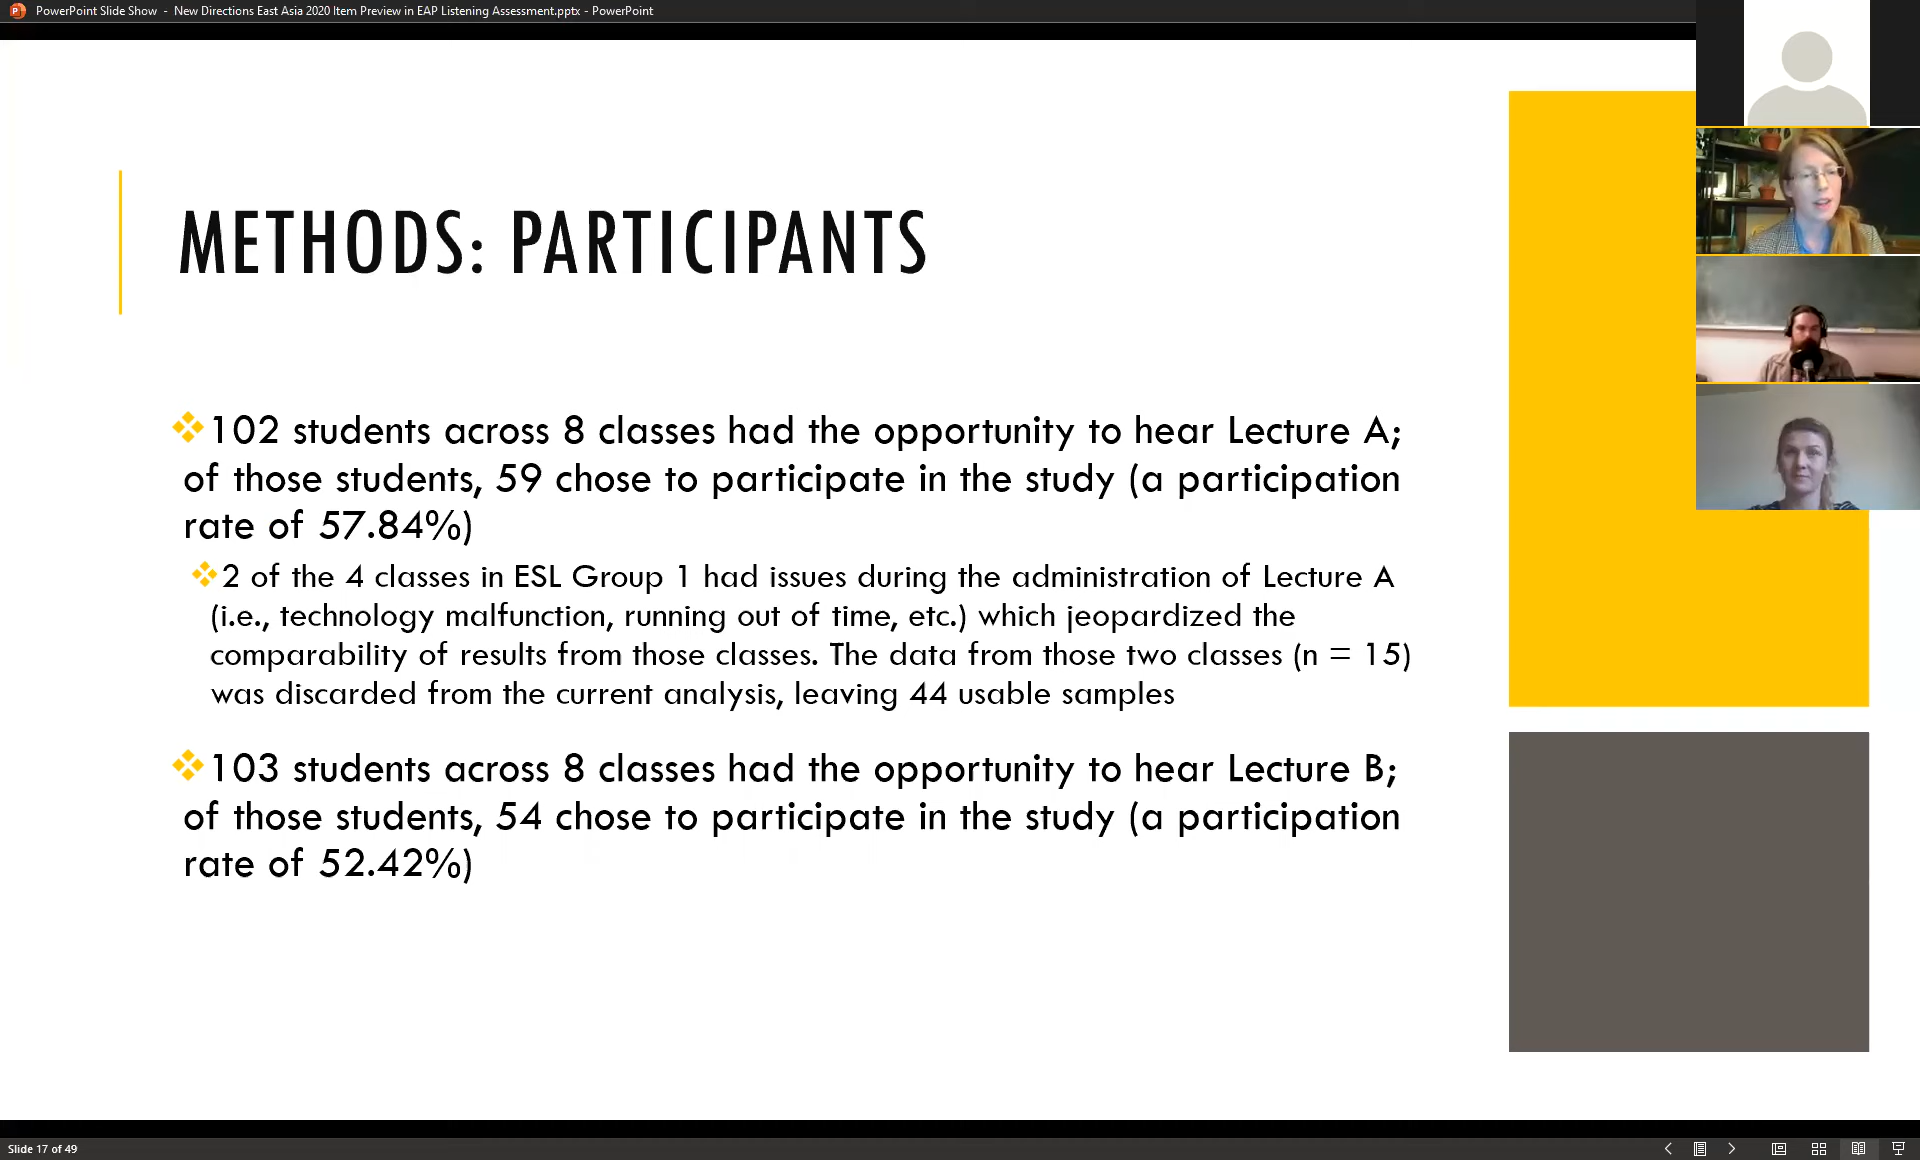 PowerPoint Slide Show - New Directions East Asia 2020 Item Preview in EAP Listening Assessment.pptx - PowerPoint
METHODS: PARTICIPANTS
102 students across 8 classes had the opportunity to hear Lecture A;
of those students, 59 chose to participate in the study (a participation
rate of 57.84%)
2 of the 4 classes in ESL Group 1 had issues during the administration of Lecture A
(i.e., technology malfunction, running out of time, etc.) which jeopardized the
comparability of results from those classes. The data from those two classes (n = 15)
was discarded from the current analysis, leaving 44 usable samples
103 students across 8 classes had the opportunity to hear Lecture B;
of those students, 54 chose to participate in the study (a participation
rate of 52.42%)
Slide 17 of 49